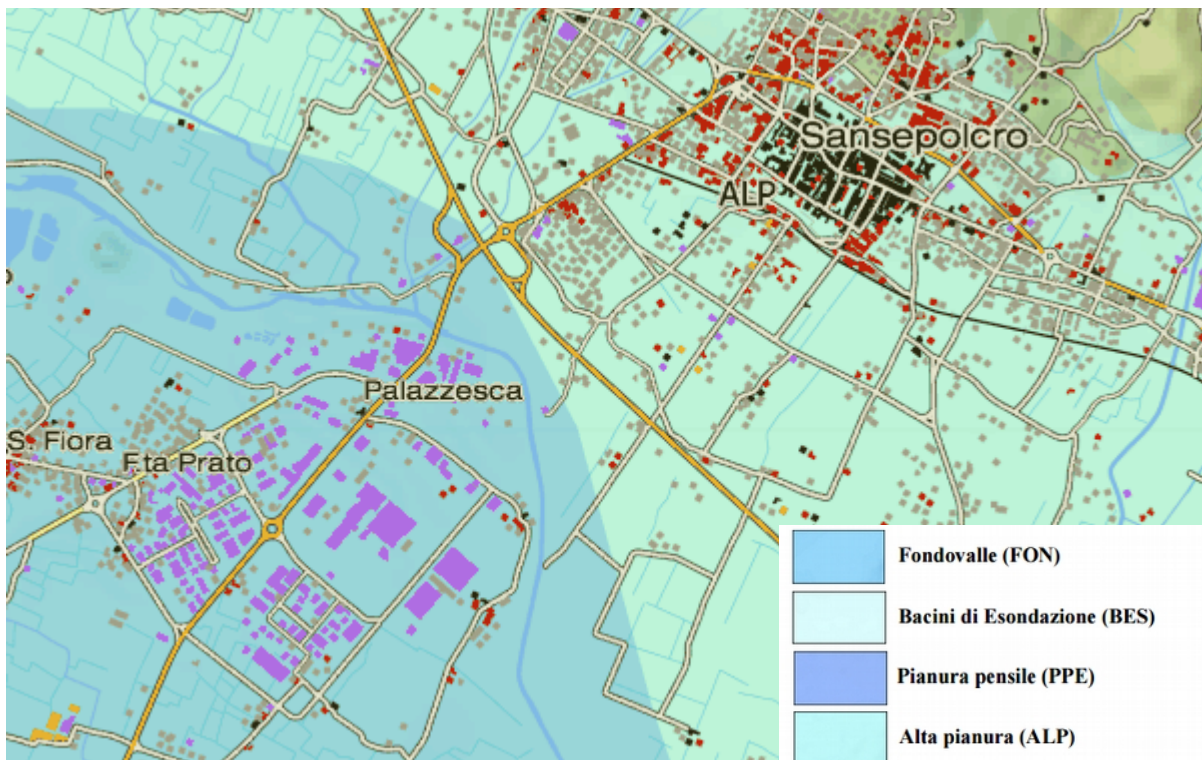 Sansepolcro
ALP
Palazzesca
S. Fiora
F.ta Prato
Fondovalle (FON)
Bacini di Esondazione (BES)
Pianura pensile (PPE)
Alta pianura (ALP)